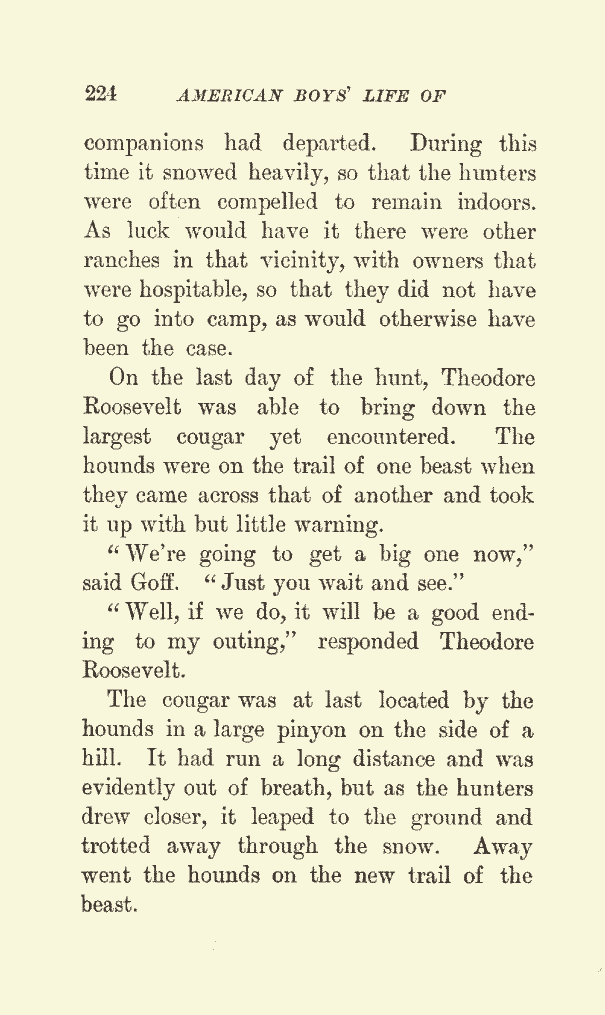 224 AMERICAN BOYS' LIFE OF
companions had departed. During this
time it snowed heavily, so that the hunters
were often compelled to remain indoors.
As luck would have it there were other
ranches in that vicinity, with owners that
were hospitable, so that they did not have
to go into camp, as would otherwise have
been the case.
On the last day of the hunt, Theodore
Roosevelt was able to bring down the
largest cougar yet encountered. The
hounds were on the trail of one beast when
they came across that of another and took
it up with but little warning.
"We're going to get a big one now,"
said Goff. "Just you wait and see."
"Well, if we do, it will be a good end-
ing to my outing," responded Theodore
Roosevelt.
The cougar was at last located by the
hounds in a large pinyon on the side of a
hill. It had run a long distance and was
evidently out of breath, but as the hunters
drew closer, it leaped to the ground and
trotted away through the snow. Away
went the hounds on the new trail of the
beast.